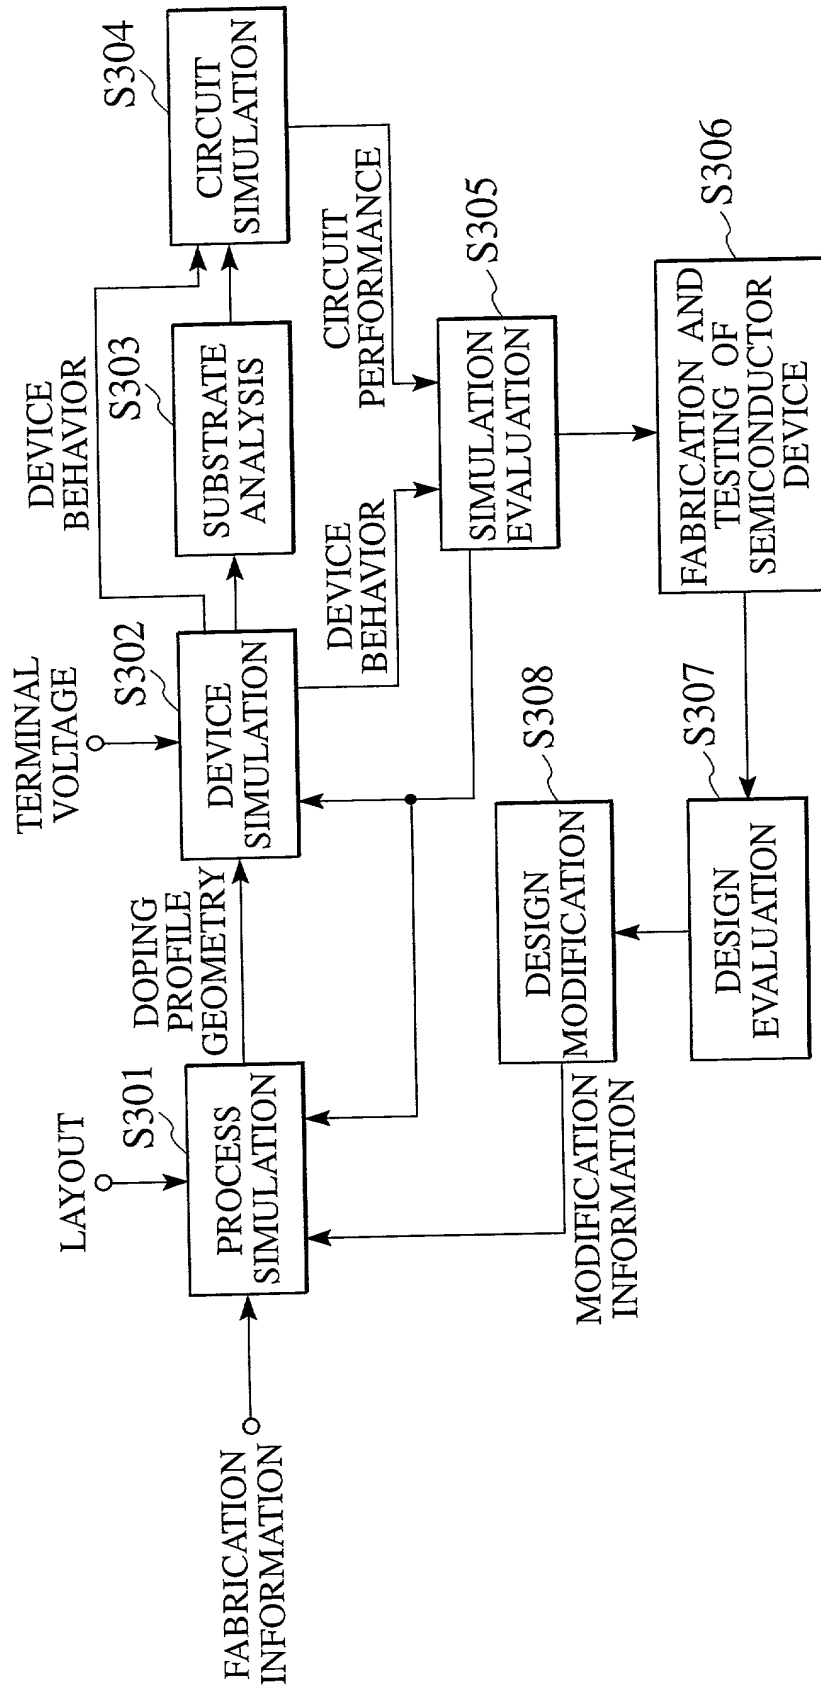 FABRICATION
INFORMATION
LAYOUT
S301
PROCESS
SIMULATION
DOPING
PROFILE
GEOMETRY
TERMINAL
VOLTAGE
S302
DEVICE
SIMULATION
DEVICE
BEHAVIOR
S303
SUBSTRATE
ANALYSIS
S304
CIRCUIT
SIMULATION
DEVICE
BEHAVIOR
CIRCUIT
PERFORMANCE
S305
SIMULATION
EVALUATION
S306
FABRICATION AND
TESTING OF
SEMICONDUCTOR
DEVICE
S307
DESIGN
EVALUATION
S308
DESIGN
MODIFICATION
MODIFICATION
INFORMATION